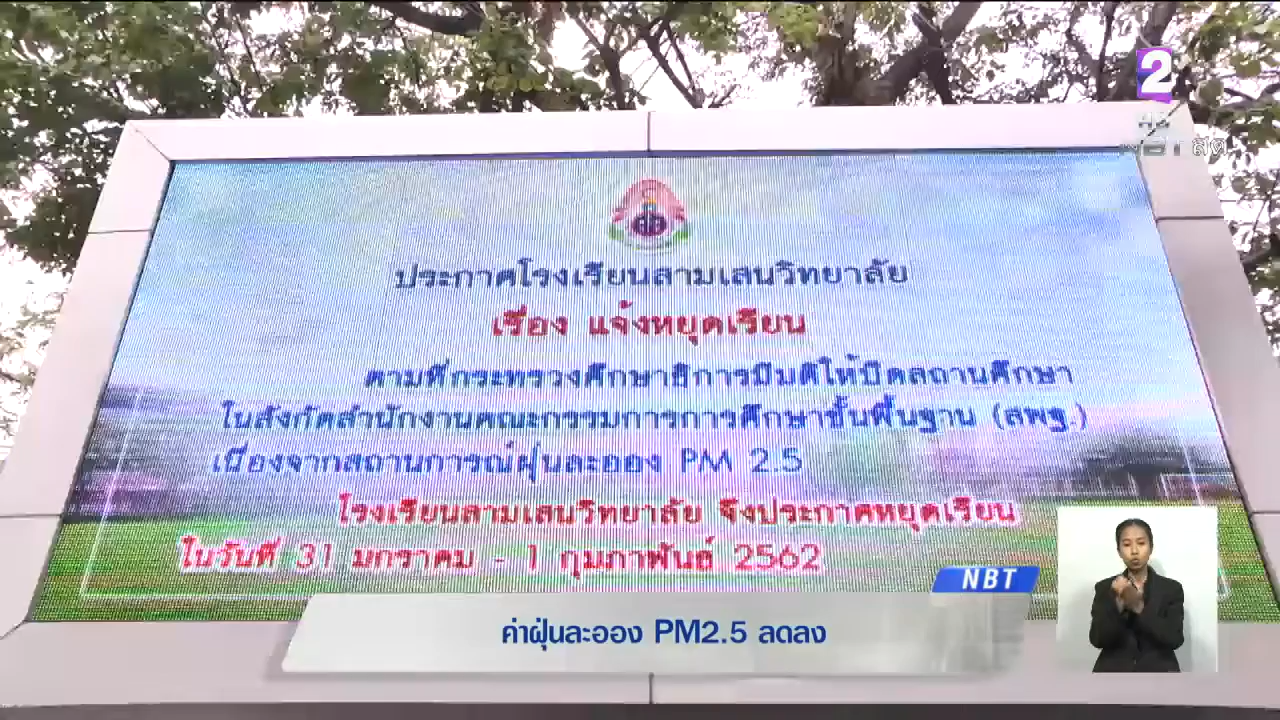 2
HD
สด
ประกาศโรงเรียนสามเสนวิทยาลัย
เรื่อง แจ้งหยุดเรียน
ตามที่กระทรวงศึกษาธิการมีมติให้ปิดสถานศึกษา
ในสังกัดสำนักงานคณะกรรมการการศึกษาขั้นพื้นฐาน (สพฐ.)
เนื่องจากสถานการณ์ฝุ่นละออง PM 2.5
โรงเรียนสามเสนวิทยาลัย จึงประกาศหยุดเรียน
ในวันที่ 31 มกราคม - 1 กุมภาพันธ์ 2562
NBT
ค่าฝุ่นละออง PM2.5 ลดลง